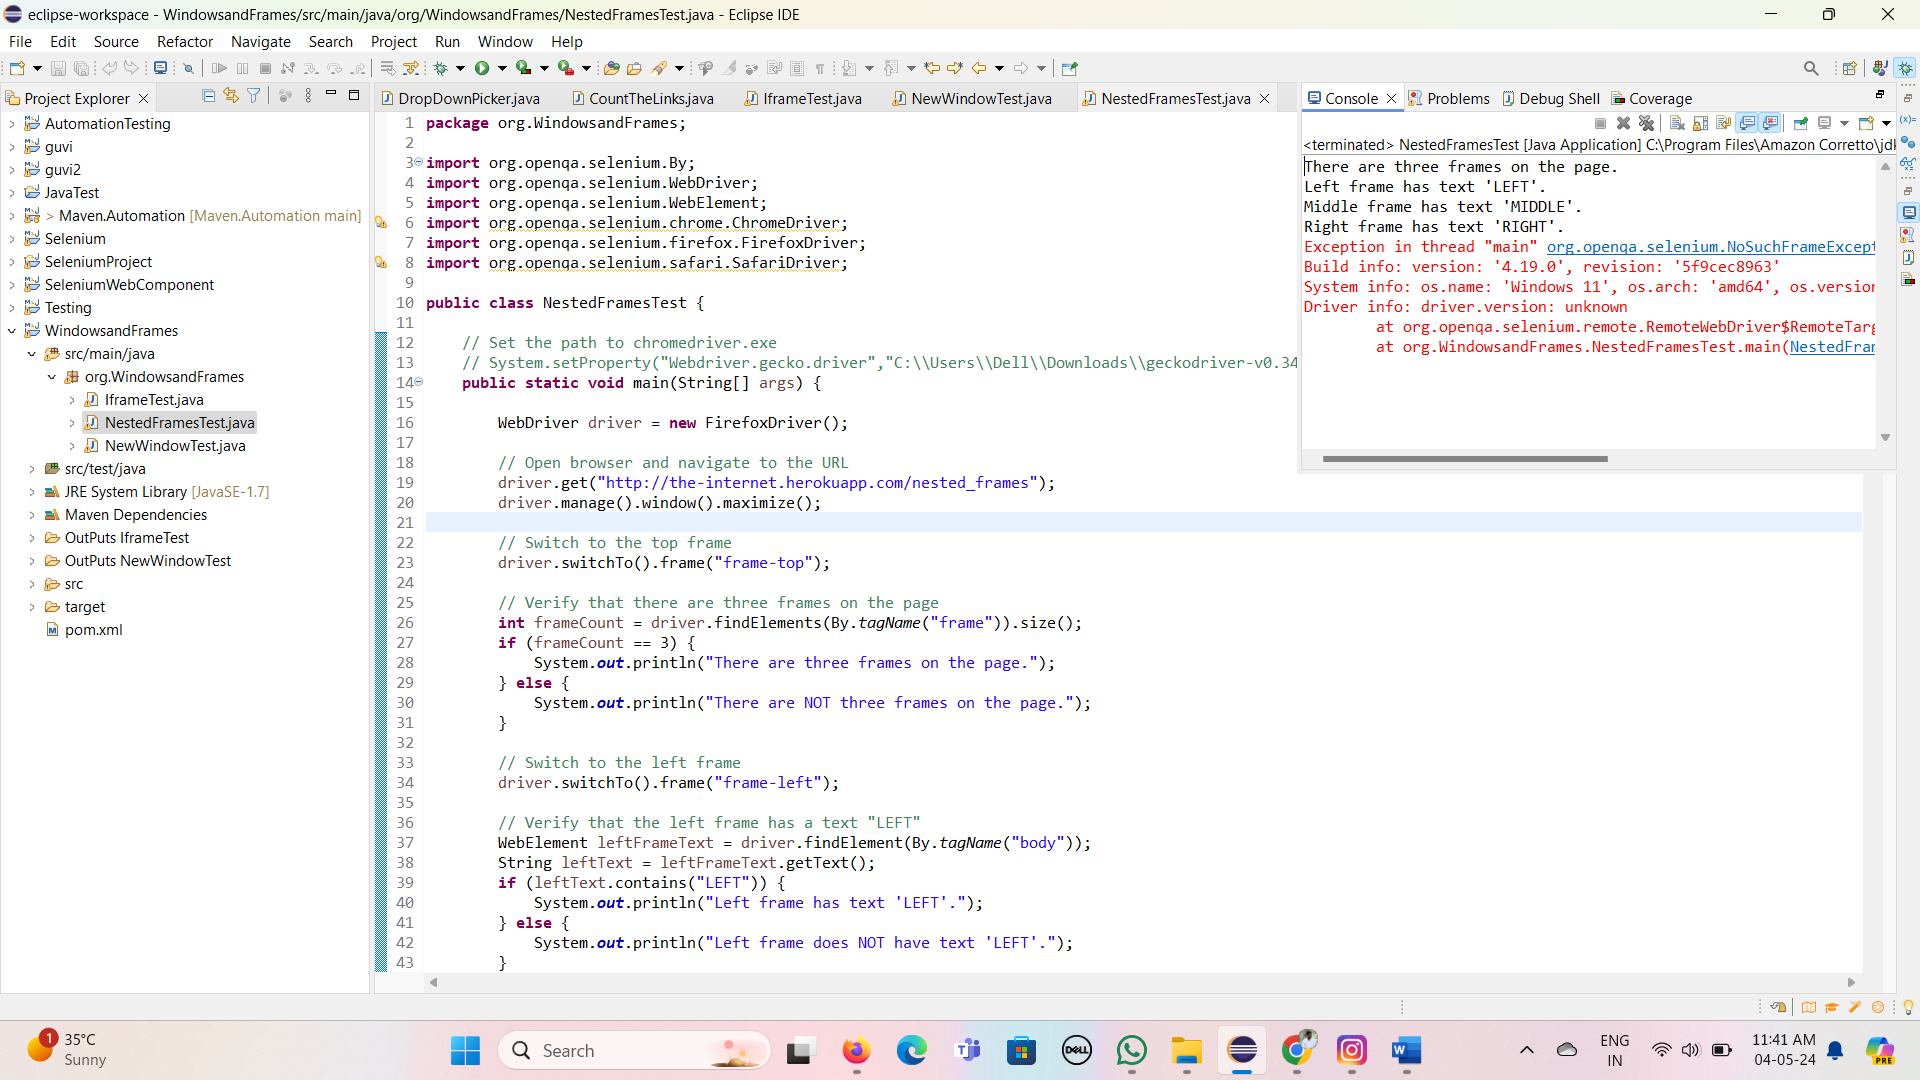 eclipse-workspace - WindowsandFrames/src/main/java/org/WindowsandFrames/NestedFramesTest.java - Eclipse IDE
File Edit Source Refactor Navigate Search Project Run Window Help
Project Explorer
AutomationTesting
guvi
guvi2
JavaTest
> Maven.Automation [Maven.Automation main]
Selenium
SeleniumProject
SeleniumWebComponent
Testing
WindowsandFrames
src/main/java
org.WindowsandFrames
IframeTest.java
NestedFramesTest.java
NewWindowTest.java
src/test/java
JRE System Library [JavaSE-1.7]
Maven Dependencies
OutPuts IframeTest
OutPuts NewWindowTest
src
target
pom.xml
DropDownPicker.java CountTheLinks.java IframeTest.java NewWindowTest.java NestedFramesTest.java
1 package org.WindowsandFrames;
2
3 import org.openqa.selenium.By;
4 import org.openqa.selenium.WebDriver;
5 import org.openqa.selenium.WebElement;
6 import org.openqa.selenium.chrome.ChromeDriver;
7 import org.openqa.selenium.firefox.FirefoxDriver;
8 import org.openqa.selenium.safari.SafariDriver;
9
10 public class NestedFramesTest {
11
12 // Set the path to chromedriver.exe
13 // System.setProperty("Webdriver.gecko.driver","C:\\Users\\Dell\\Downloads\\geckodriver-v0.34
14 public static void main(String[] args) {
15
16 WebDriver driver = new FirefoxDriver();
17
18 // Open browser and navigate to the URL
19 driver.get("http://the-internet.herokuapp.com/nested_frames");
20 driver.manage().window().maximize();
21
22 // Switch to the top frame
23 driver.switchTo().frame("frame-top");
24
25 // Verify that there are three frames on the page
26 int frameCount = driver.findElements(By.tagName("frame")).size();
27 if (frameCount == 3) {
28 System.out.println("There are three frames on the page.");
29 } else {
30 System.out.println("There are NOT three frames on the page.");
31 }
32
33 // Switch to the left frame
34 driver.switchTo().frame("frame-left");
35
36 // Verify that the left frame has a text "LEFT"
37 WebElement leftFrameText = driver.findElement(By.tagName("body"));
38 String leftText = leftFrameText.getText();
39 if (leftText.contains("LEFT")) {
40 System.out.println("Left frame has text 'LEFT'.");
41 } else {
42 System.out.println("Left frame does NOT have text 'LEFT'.");
43 }
Console Problems Debug Shell Coverage
<terminated> NestedFramesTest [Java Application] C:\Program Files\Amazon Corretto\jdk
There are three frames on the page.
Left frame has text 'LEFT'.
Middle frame has text 'MIDDLE'.
Right frame has text 'RIGHT'.
Exception in thread "main" org.openqa.selenium.NoSuchFrameExcept
Build info: version: '4.19.0', revision: '5f9cec8963'
System info: os.name: 'Windows 11', os.arch: 'amd64', os.version
Driver info: driver.version: unknown
at org.openqa.selenium.remote.RemoteWebDriver$RemoteTarg
at org.WindowsandFrames.NestedFramesTest.main(NestedFram
1
35°C
Sunny
Search
DELL
ENG
IN
11:41 AM
04-05-24
PRE